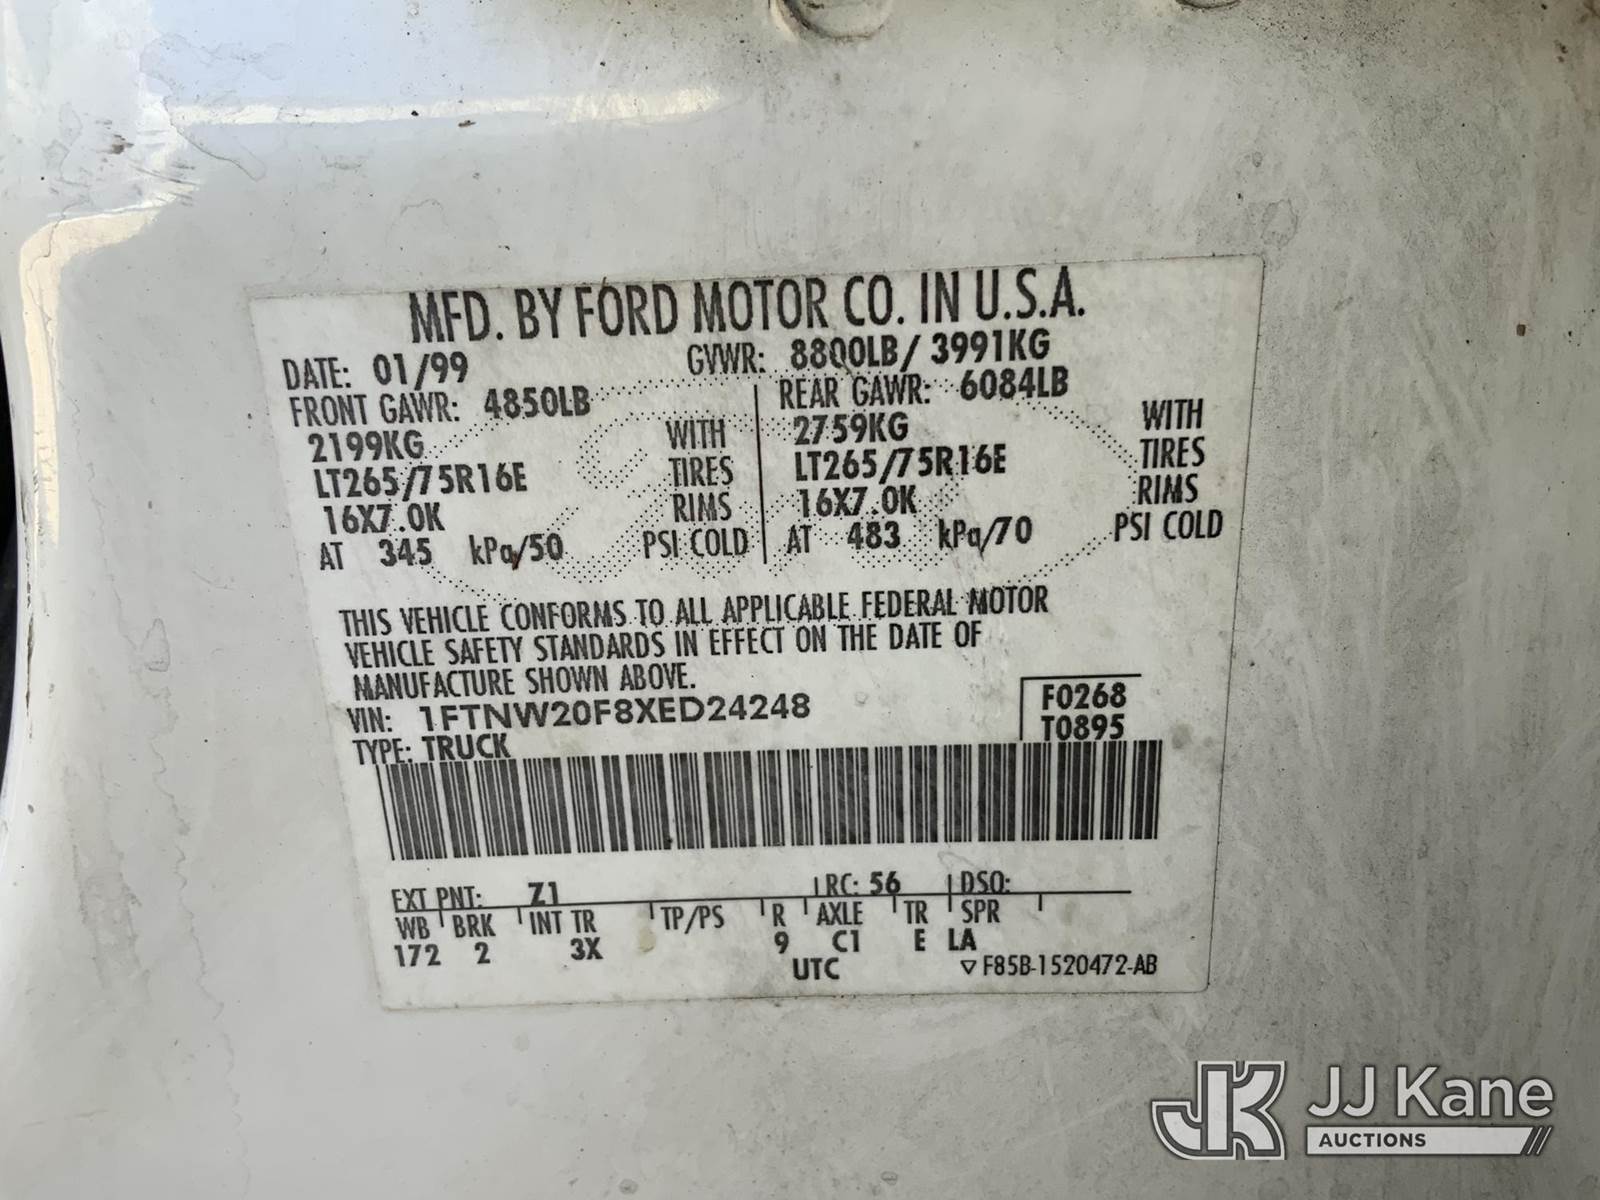 MFD. BY FORD MOTOR CO. IN U.S.A.
DATE: 01/99 GVWR: 8800LB/ 3991KG
FRONT GAWR: 4850LB REAR GAWR: 6084LB
2199KG WITH 2759KG WITH
LT265/75R16E TIRES LT265/75R16E TIRES
16X7.0K RIMS 16X7.0K RIMS
AT 345 kPa/50 PSI COLD AT 483 kPa/70 PSI COLD
THIS VEHICLE CONFORMS TO ALL APPLICABLE FEDERAL MOTOR
VEHICLE SAFETY STANDARDS IN EFFECT ON THE DATE OF
MANUFACTURE SHOWN ABOVE.
VIN: 1FTNW20F8XED24248 F0268
TYPE: TRUCK T0895
EXT PNT: Z1 RC: 56 DSO:
WB BRK INT TR TP/PS R AXLE TR SPR
172 2 3X 9 C1 E LA
UTC ▽ F85B-1520472-AB
JK JJ Kane
AUCTIONS